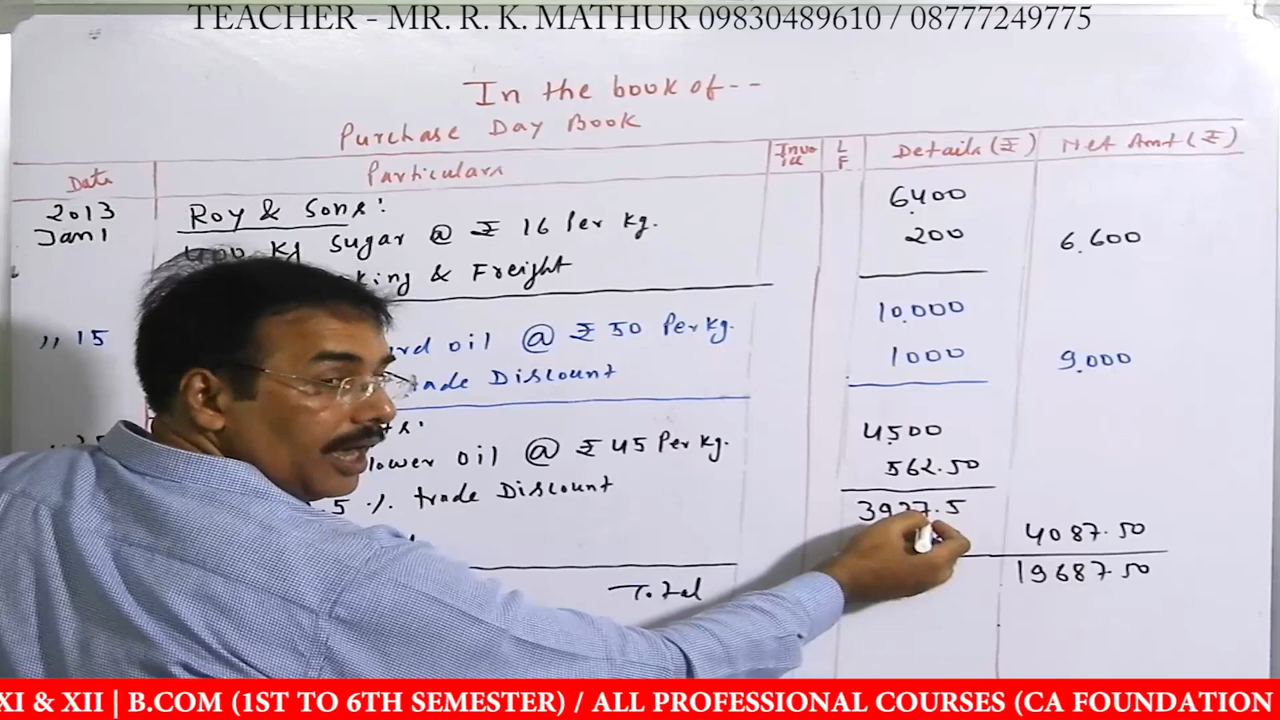 TEACHER - MR. R. K. MATHUR 09830489610 / 08777249775
In the book of--
Purchase Day Book
Date Particulars Invoice L F Details (₹) Net Amt (₹)
2013 Roy & Sons: 6400
Jan 1 400 Kg Sugar @ ₹ 16 Per Kg. 200 6,600
king & Freight
10,000
,, 15 rd oil @ ₹ 50 Per Kg.
trade Discount 1000 9,000
4500
lower oil @ ₹ 45 Per Kg. 562.50
.5 ./. trade Discount
3937.5
4087.50
Total 19687.50
XI & XII | B.COM (1ST TO 6TH SEMESTER) / ALL PROFESSIONAL COURSES (CA FOUNDATION